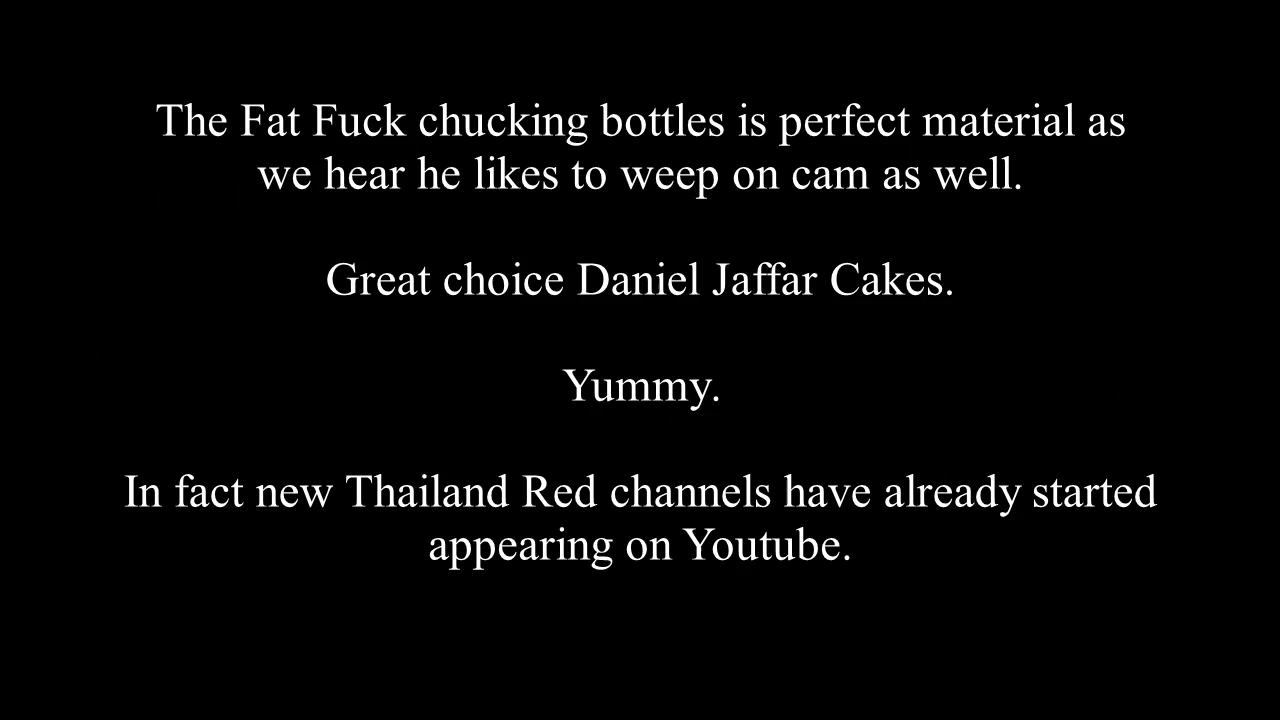 The Fat Fuck chucking bottles is perfect material as
we hear he likes to weep on cam as well.
Great choice Daniel Jaffar Cakes.
Yummy.
In fact new Thailand Red channels have already started
appearing on Youtube.